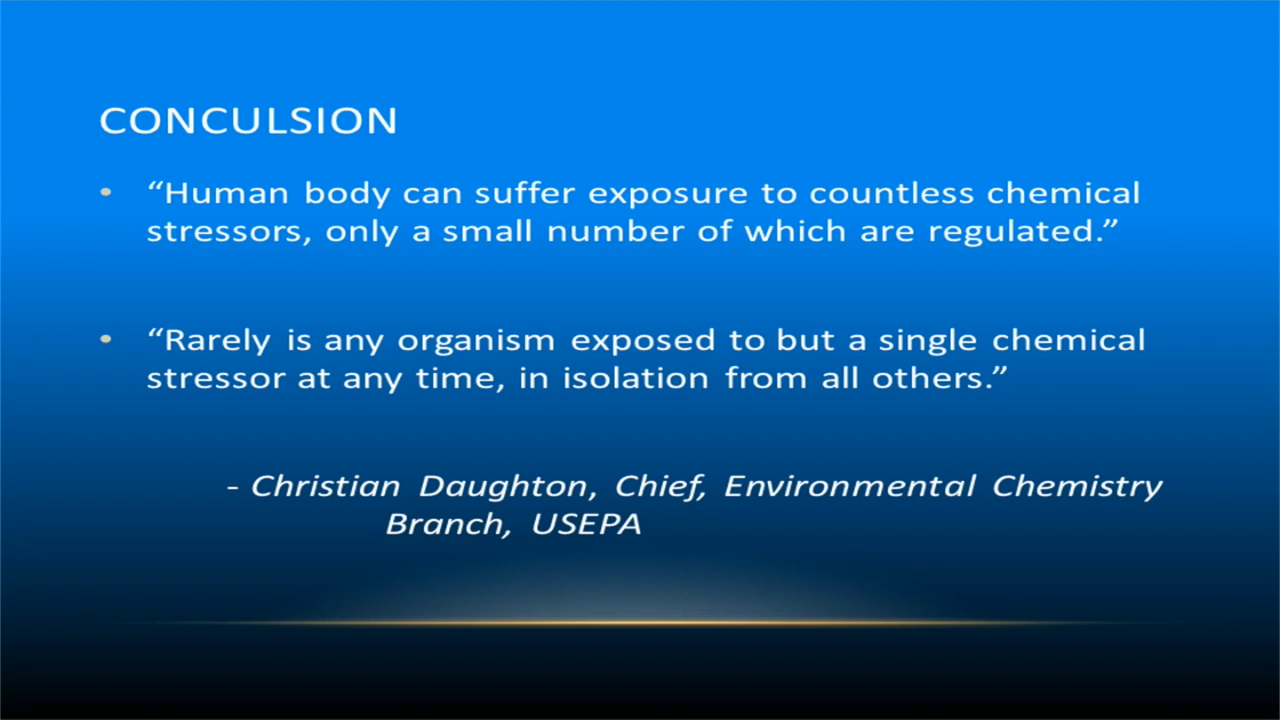 CONCULSION
• “Human body can suffer exposure to countless chemical
stressors, only a small number of which are regulated.”
• “Rarely is any organism exposed to but a single chemical
stressor at any time, in isolation from all others.”
- Christian Daughton, Chief, Environmental Chemistry
Branch, USEPA